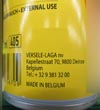 UCH - EXTERNAL USE
405
VERSELE-LAGA nv
Kapellestraat 70, 9800 Deinze
Belgium
Tel. +32 9 381 32 00
MADE IN BELGIUM